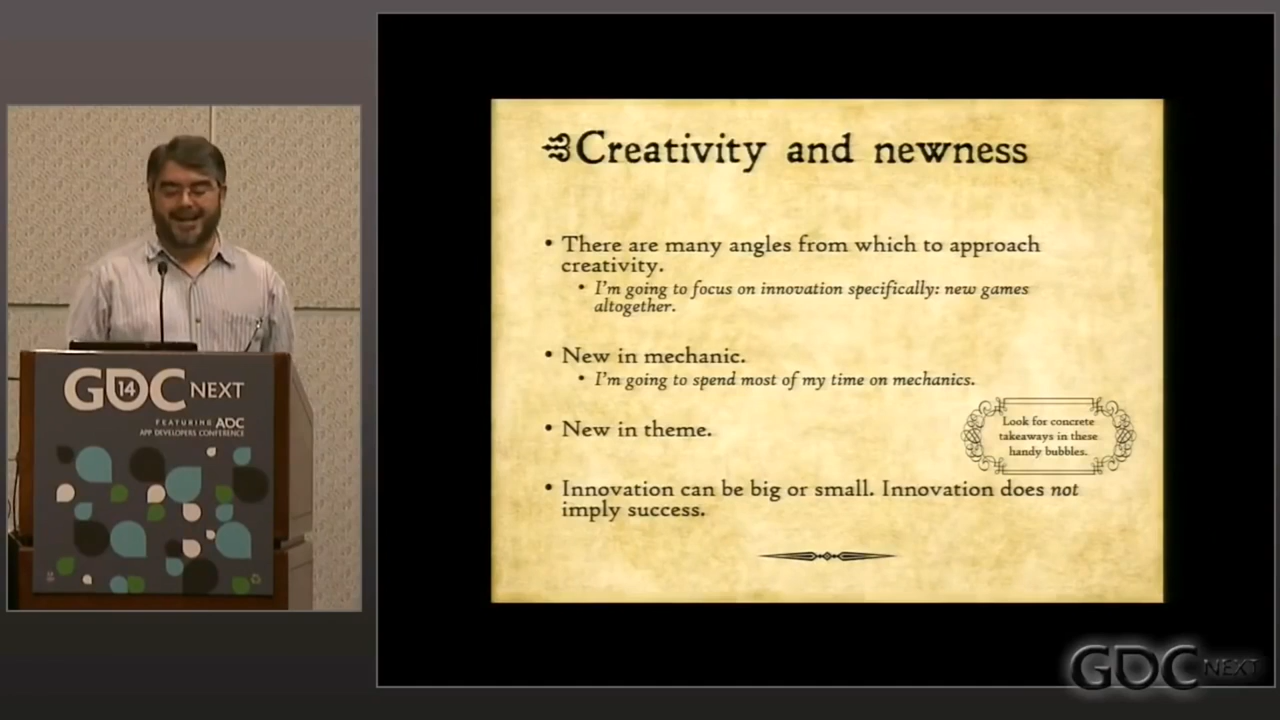 Creativity and newness
• There are many angles from which to approach
creativity.
• I'm going to focus on innovation specifically: new games
altogether.
• New in mechanic.
• I'm going to spend most of my time on mechanics.
• New in theme.
Look for concrete
takeaways in these
handy bubbles.
• Innovation can be big or small. Innovation does not
imply success.
GDC 14 NEXT
FEATURING ADC
APP DEVELOPERS CONFERENCE
GDC NEXT